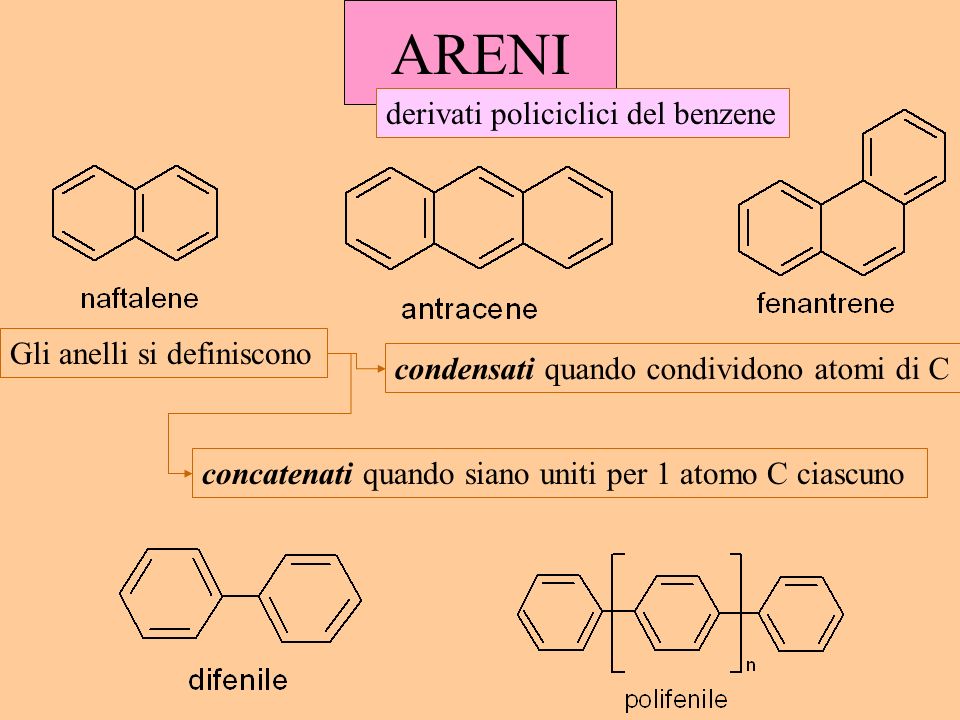 ARENI
derivati policiclici del benzene
naftalene
antracene
fenantrene
Gli anelli si definiscono
condensati quando condividono atomi di C
concatenati quando siano uniti per 1 atomo C ciascuno
difenile
n
polifenile